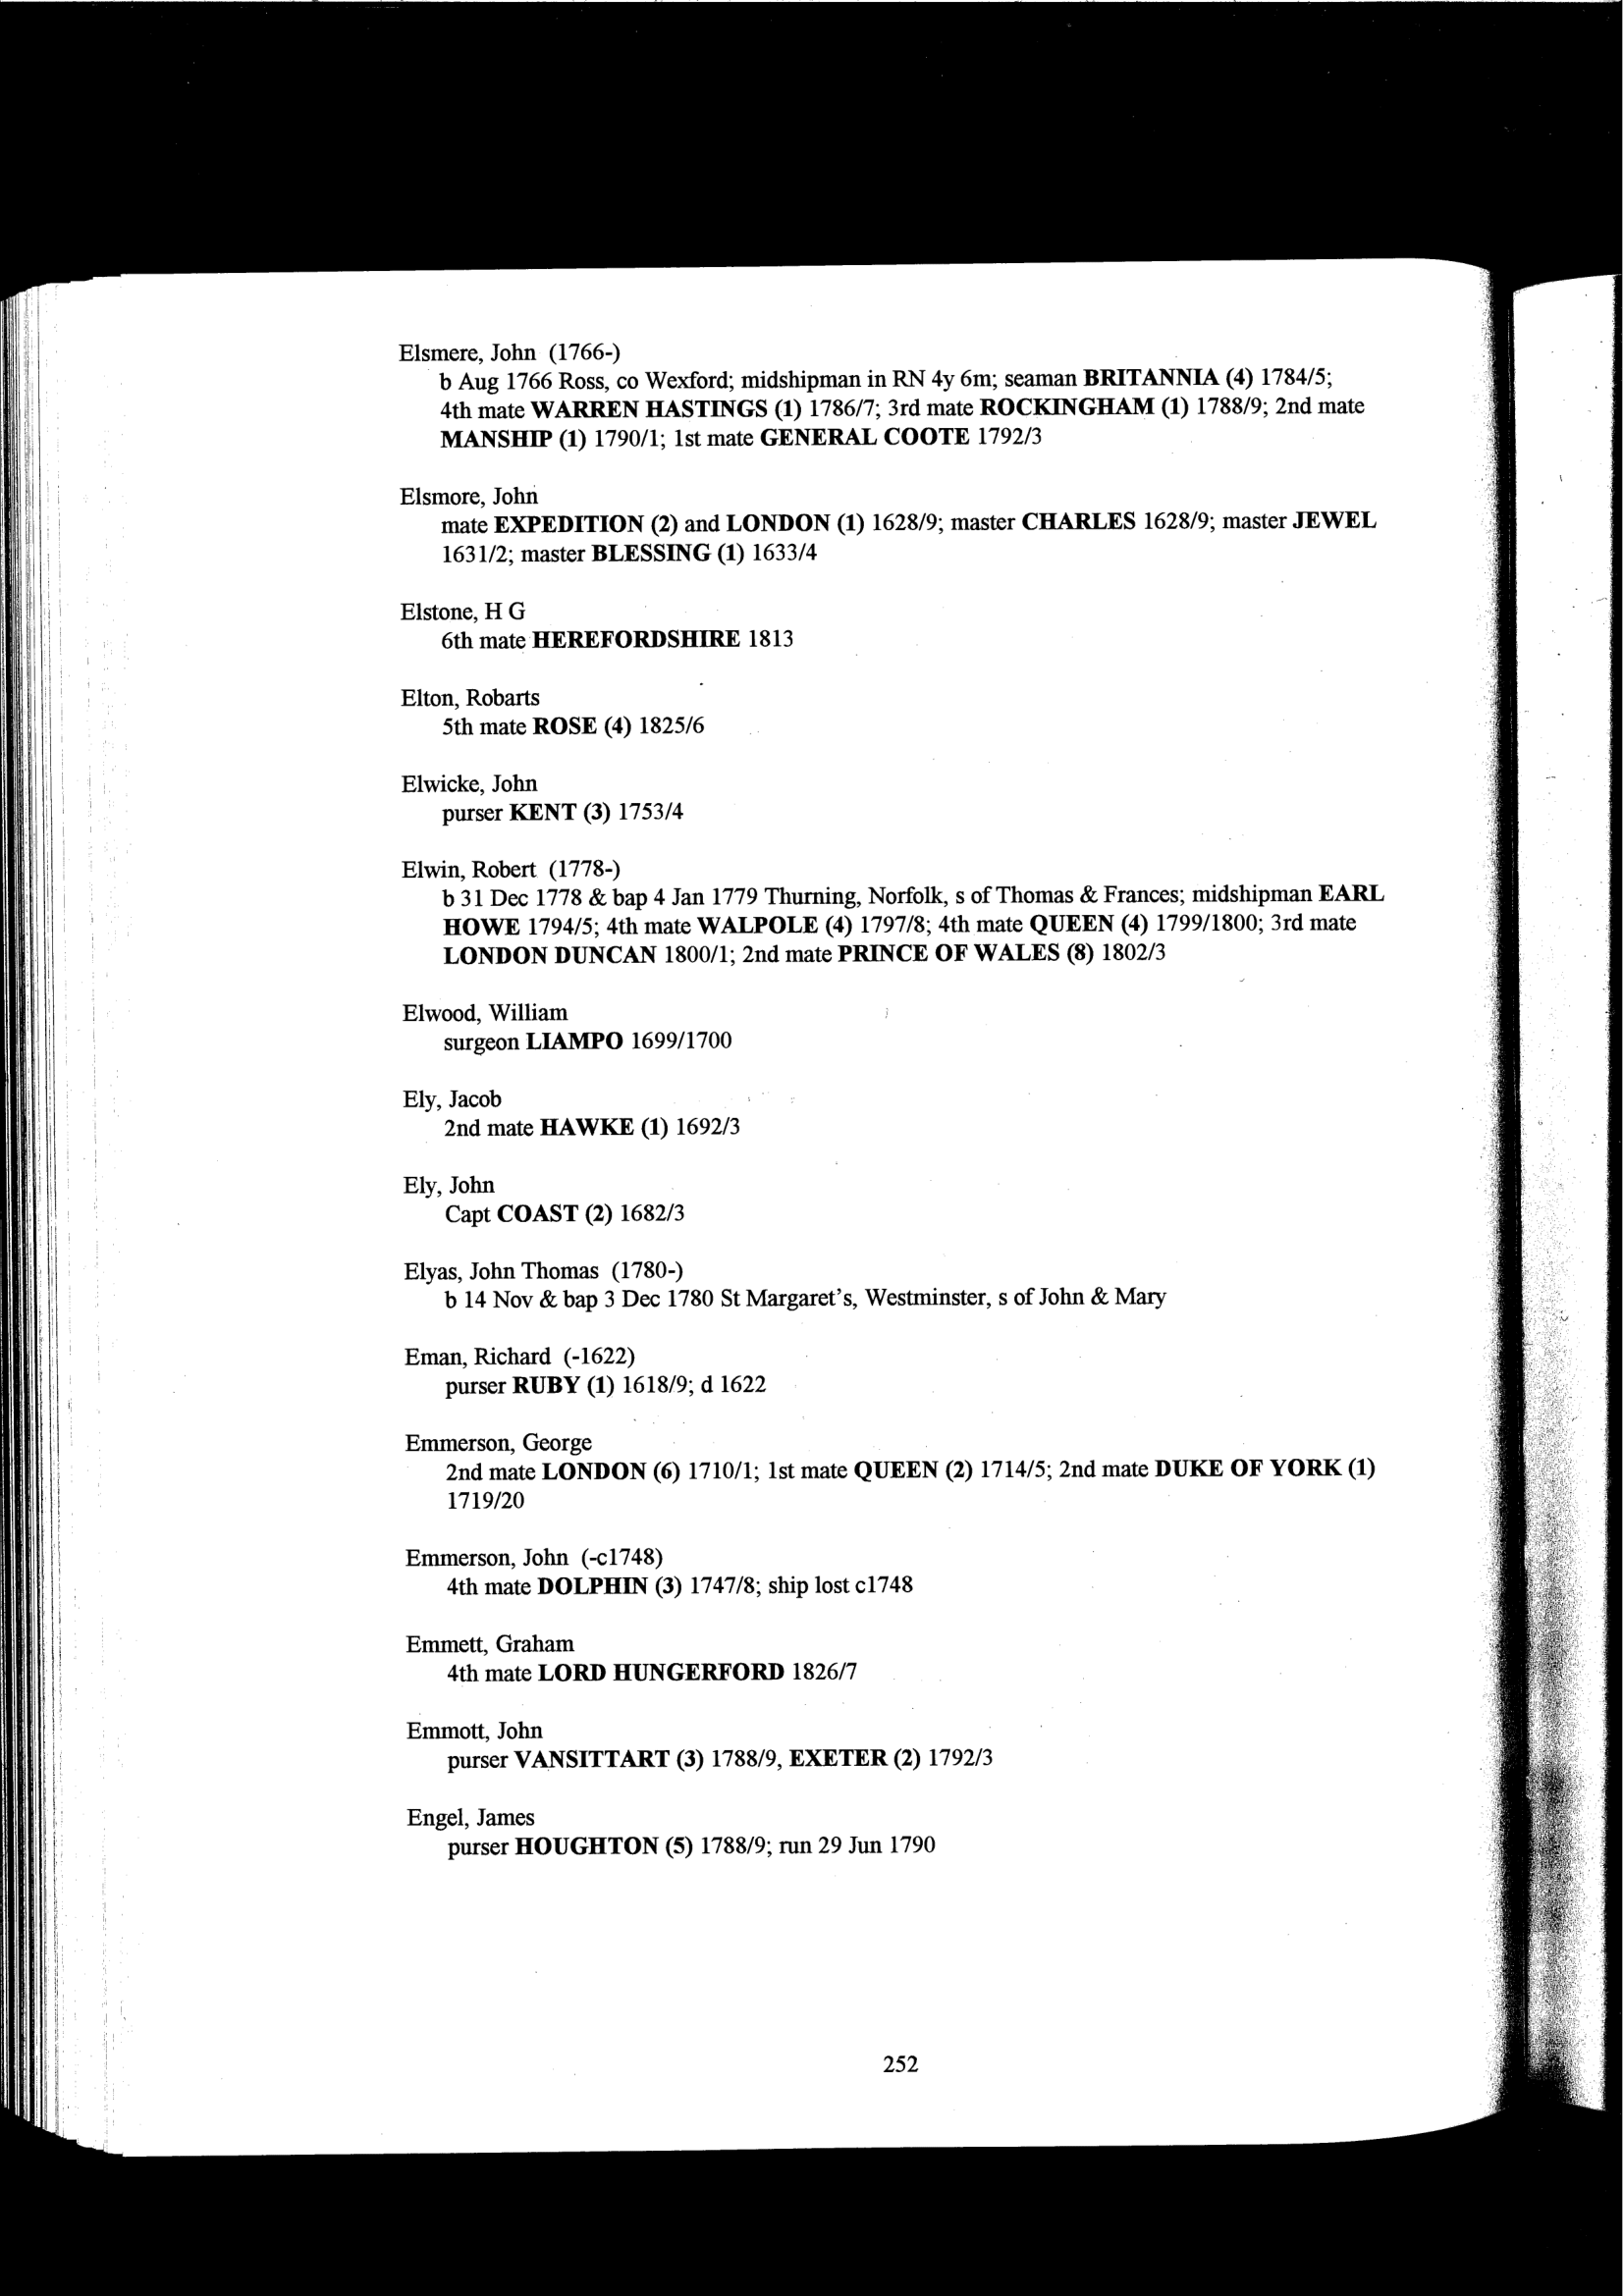 Elsmere, John (1766-)
b Aug 1766 Ross, co Wexford; midshipman in RN 4y 6m; seaman BRITANNIA (4) 1784/5;
4th mate WARREN HASTINGS (1) 1786/7; 3rd mate ROCKINGHAM (1) 1788/9; 2nd mate
MANSHIP (1) 1790/1; 1st mate GENERAL COOTE 1792/3
Elsmore, John
mate EXPEDITION (2) and LONDON (1) 1628/9; master CHARLES 1628/9; master JEWEL
1631/2; master BLESSING (1) 1633/4
Elstone, H G
6th mate HEREFORDSHIRE 1813
Elton, Robarts
5th mate ROSE (4) 1825/6
Elwicke, John
purser KENT (3) 1753/4
Elwin, Robert (1778-)
b 31 Dec 1778 & bap 4 Jan 1779 Thurning, Norfolk, s of Thomas & Frances; midshipman EARL
HOWE 1794/5; 4th mate WALPOLE (4) 1797/8; 4th mate QUEEN (4) 1799/1800; 3rd mate
LONDON DUNCAN 1800/1; 2nd mate PRINCE OF WALES (8) 1802/3
Elwood, William
surgeon LIAMPO 1699/1700
Ely, Jacob
2nd mate HAWKE (1) 1692/3
Ely, John
Capt COAST (2) 1682/3
Elyas, John Thomas (1780-)
b 14 Nov & bap 3 Dec 1780 St Margaret's, Westminster, s of John & Mary
Eman, Richard (-1622)
purser RUBY (1) 1618/9; d 1622
Emmerson, George
2nd mate LONDON (6) 1710/1; 1st mate QUEEN (2) 1714/5; 2nd mate DUKE OF YORK (1)
1719/20
Emmerson, John (-c1748)
4th mate DOLPHIN (3) 1747/8; ship lost c1748
Emmett, Graham
4th mate LORD HUNGERFORD 1826/7
Emmott, John
purser VANSITTART (3) 1788/9, EXETER (2) 1792/3
Engel, James
purser HOUGHTON (5) 1788/9; run 29 Jun 1790
252